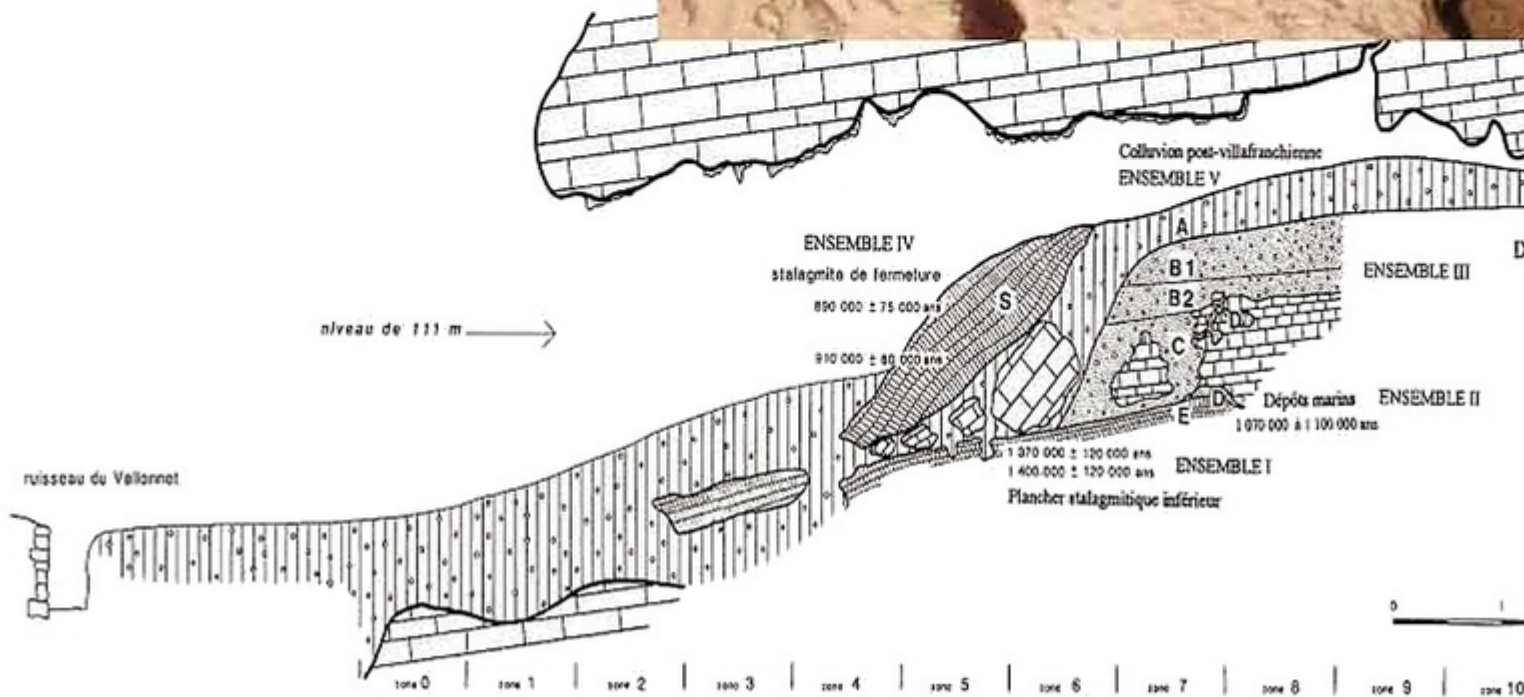 Colluvion post-villafranchienne
ENSEMBLE V
A
ENSEMBLE IV
stalagmite de fermeture
890 000 ± 75 000 ans
S
B1
B2
ENSEMBLE III
D
niveau de 111 m
910 000 ± 60 000 ans
C
D
E
Dépôts marins
ENSEMBLE II
1 070 000 à 1 100 000 ans
1 370 000 ± 120 000 ans
1 400 000 ± 120 000 ans
ENSEMBLE I
Plancher stalagmitique inférieur
ruisseau du Vallonnet
0 1
zone 0 zone 1 zone 2 zone 3 zone 4 zone 5 zone 6 zone 7 zone 8 zone 9 zone 10